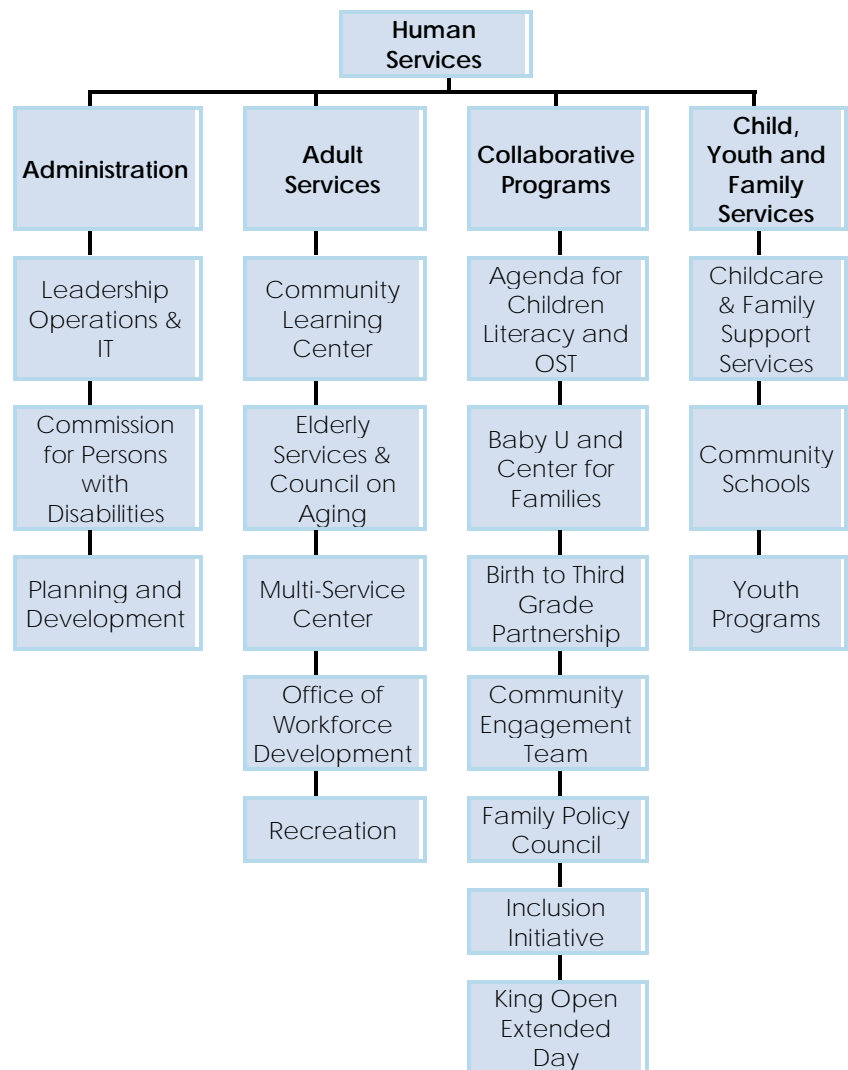 Human
Services
Administration
Adult
Services
Collaborative
Programs
Child,
Youth and
Family
Services
Leadership
Operations &
IT
Community
Learning
Center
Agenda for
Children
Literacy and
OST
Childcare
& Family
Support
Services
Commission
for Persons
with
Disabilities
Elderly
Services &
Council on
Aging
Baby U and
Center for
Families
Community
Schools
Planning and
Development
Multi-Service
Center
Birth to Third
Grade
Partnership
Youth
Programs
Office of
Workforce
Development
Community
Engagement
Team
Recreation
Family Policy
Council
Inclusion
Initiative
King Open
Extended
Day